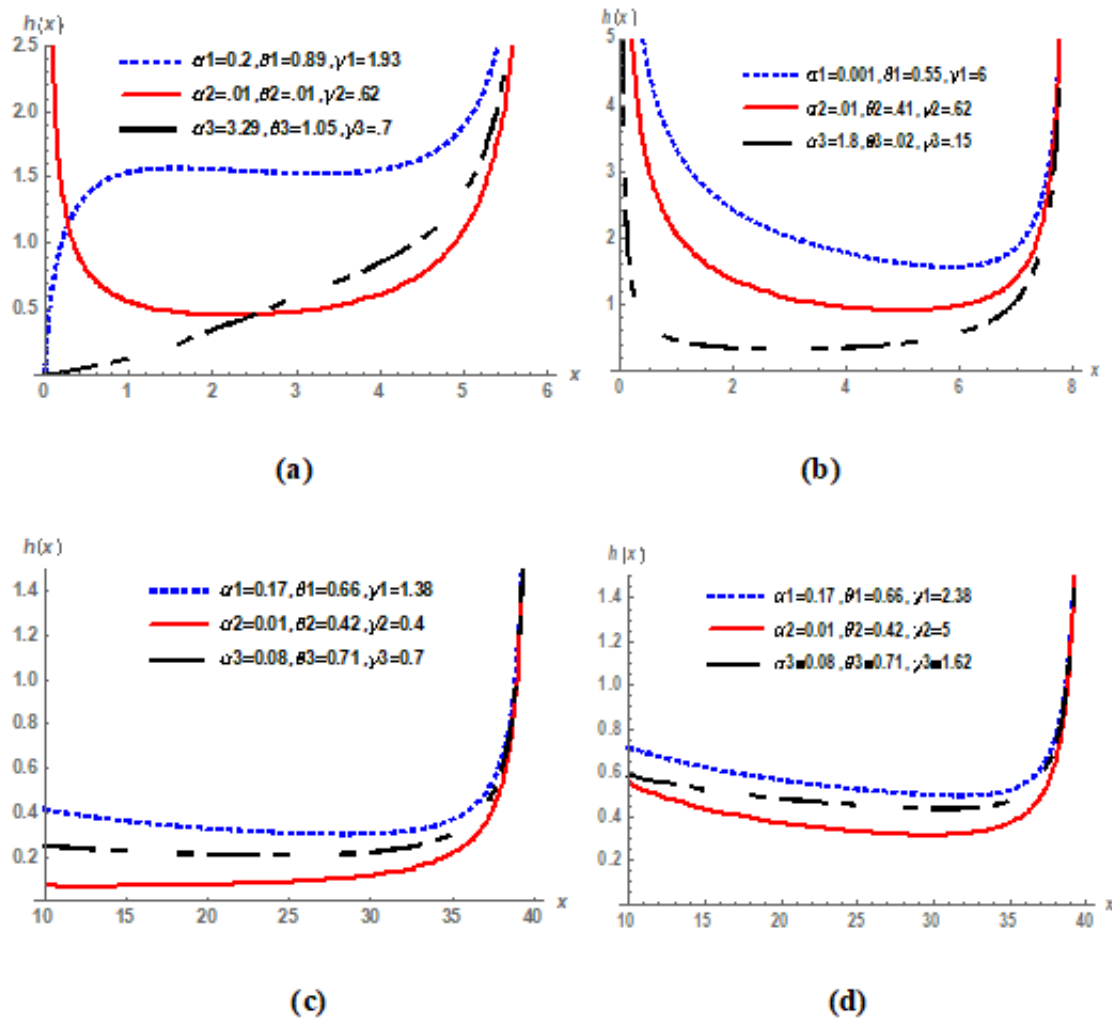 h(x)
2.5
2.0
1.5
1.0
0.5
0 1 2 3 4 5 6 x
α1=0.2,θ1=0.89,γ1=1.93
α2=.01,θ2=.01,γ2=.62
α3=3.29,θ3=1.05,γ3=.7
(a)
h(x)
5
4
3
2
1
0 2 4 6 8 x
α1=0.001,θ1=0.55,γ1=6
α2=.01,θ2=.41,γ2=.62
α3=1.8,θ3=.02,γ3=.15
(b)
h(x)
1.4
1.2
1.0
0.8
0.6
0.4
0.2
10 15 20 25 30 35 40 x
α1=0.17,θ1=0.66,γ1=1.38
α2=0.01,θ2=0.42,γ2=0.4
α3=0.08,θ3=0.71,γ3=0.7
(c)
h(x)
1.4
1.2
1.0
0.8
0.6
0.4
0.2
10 15 20 25 30 35 40 x
α1=0.17,θ1=0.66,γ1=2.38
α2=0.01,θ2=0.42,γ2=5
α3■0.08,θ3■0.71,γ3■1.62
(d)